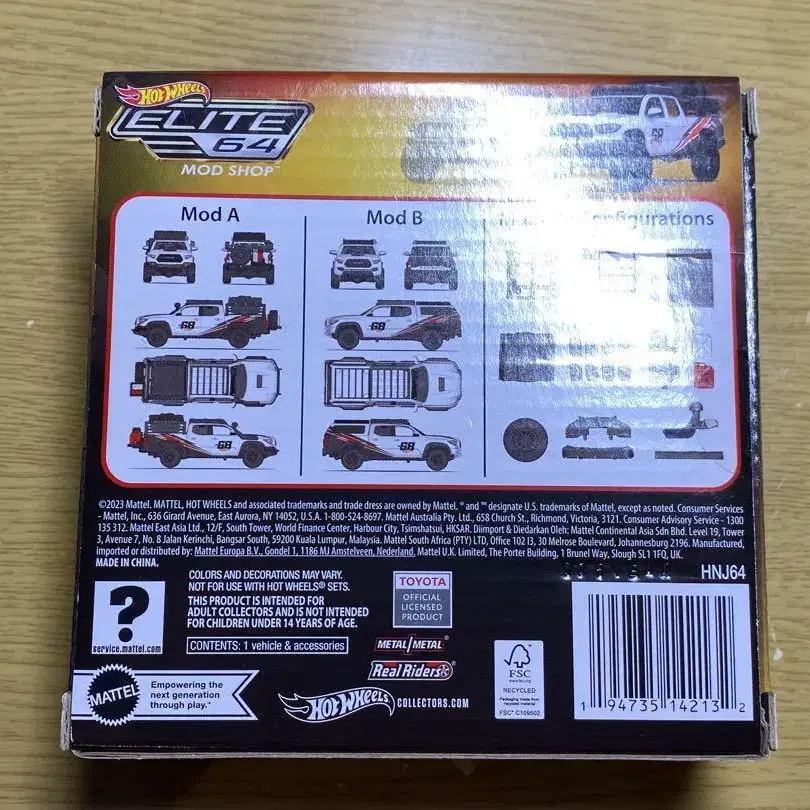 HOT WHEELS
ELITE
64
MOD SHOP™
68
Mod A
Mod B
Configurations
68
68
68
68
©2023 Mattel. MATTEL, HOT WHEELS and associated trademarks and trade dress are owned by Mattel. ® and ™ designate U.S. trademarks of Mattel, except as noted. Consumer Services
- Mattel, Inc., 636 Girard Avenue, East Aurora, NY 14052, U.S.A. 1-800-524-8697. Mattel Australia Pty. Ltd., 658 Church St., Richmond, Victoria, 3121. Consumer Advisory Service - 1300
135 312. Mattel East Asia Ltd., 12/F, South Tower, World Finance Center, Harbour City, Tsimshatsui, HKSAR. Diimport & Diedarkan Oleh: Mattel Continental Asia Sdn Bhd. Level 19, Tower
3, Avenue 7, No. 8 Jalan Kerinchi, Bangsar South, 59200 Kuala Lumpur, Malaysia. Mattel South Africa (PTY) LTD, Office 102 I3, 30 Melrose Boulevard, Johannesburg 2196. Manufactured,
imported or distributed by: Mattel Europa B.V., Gondel 1, 1186 MJ Amstelveen, Nederland. Mattel U.K. Limited, The Porter Building, 1 Brunel Way, Slough SL1 1FQ, UK.
MADE IN CHINA.
HNJ64
?
service.mattel.com
COLORS AND DECORATIONS MAY VARY.
NOT FOR USE WITH HOT WHEELS® SETS.
THIS PRODUCT IS INTENDED FOR
ADULT COLLECTORS AND IS NOT INTENDED
FOR CHILDREN UNDER 14 YEARS OF AGE.
CONTENTS: 1 vehicle & accessories
TOYOTA
OFFICIAL
LICENSED
PRODUCT
METAL/METAL
Real Riders
MATTEL
Empowering the
next generation
through play.™
HOT WHEELS COLLECTORS.COM
FSC
www.fsc.org
RECYCLED
Packaging made from
recycled material
FSC® C109502
1 94735 14213 2